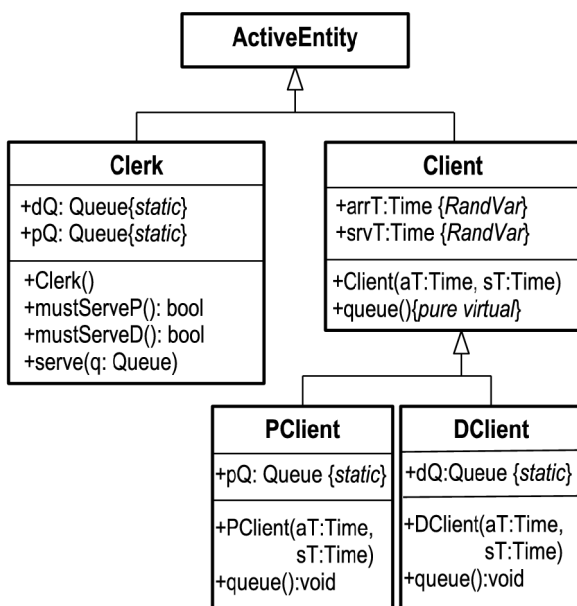 ActiveEntity
Clerk
+dQ: Queue{static}
+pQ: Queue{static}
+Clerk()
+mustServeP(): bool
+mustServeD(): bool
+serve(q: Queue)
Client
+arrT:Time {RandVar}
+srvT:Time {RandVar}
+Client(aT:Time, sT:Time)
+queue(){pure virtual}
PClient
+pQ: Queue {static}
+PClient(aT:Time,
sT:Time)
+queue():void
DClient
+dQ:Queue {static}
+DClient(aT:Time,
sT:Time)
+queue():void